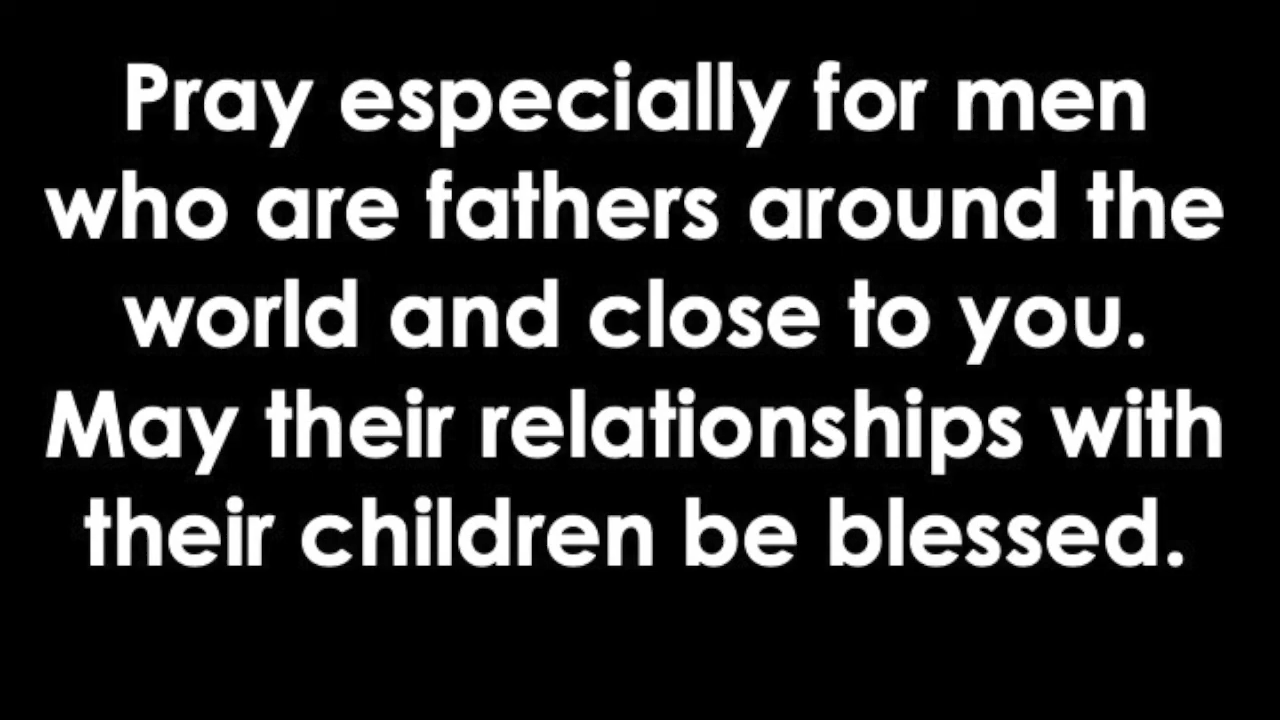 Pray especially for men
who are fathers around the
world and close to you.
May their relationships with
their children be blessed.